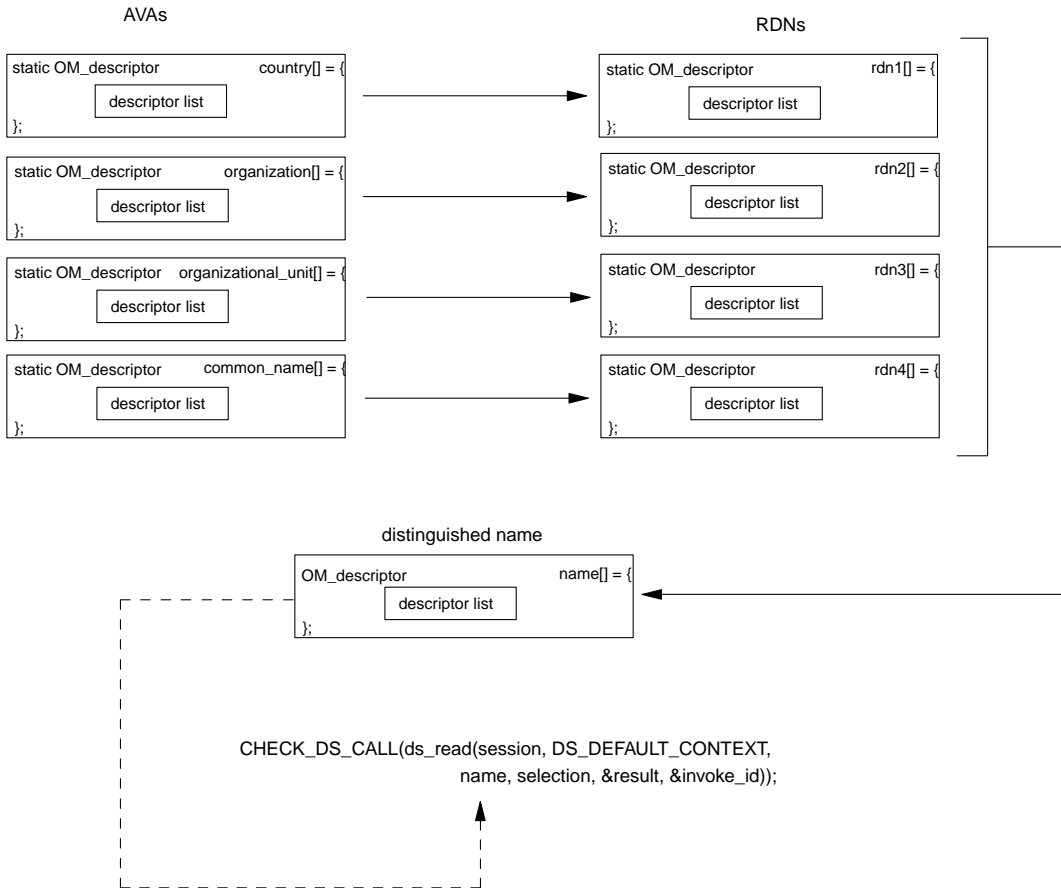 AVAs
RDNs
static OM_descriptor country[] = {
descriptor list
};
static OM_descriptor rdn1[] = {
descriptor list
};
static OM_descriptor organization[] = {
descriptor list
};
static OM_descriptor rdn2[] = {
descriptor list
};
static OM_descriptor organizational_unit[] = {
descriptor list
};
static OM_descriptor rdn3[] = {
descriptor list
};
static OM_descriptor common_name[] = {
descriptor list
};
static OM_descriptor rdn4[] = {
descriptor list
};
distinguished name
OM_descriptor name[] = {
descriptor list
};
CHECK_DS_CALL(ds_read(session, DS_DEFAULT_CONTEXT,
name, selection, &result, &invoke_id));